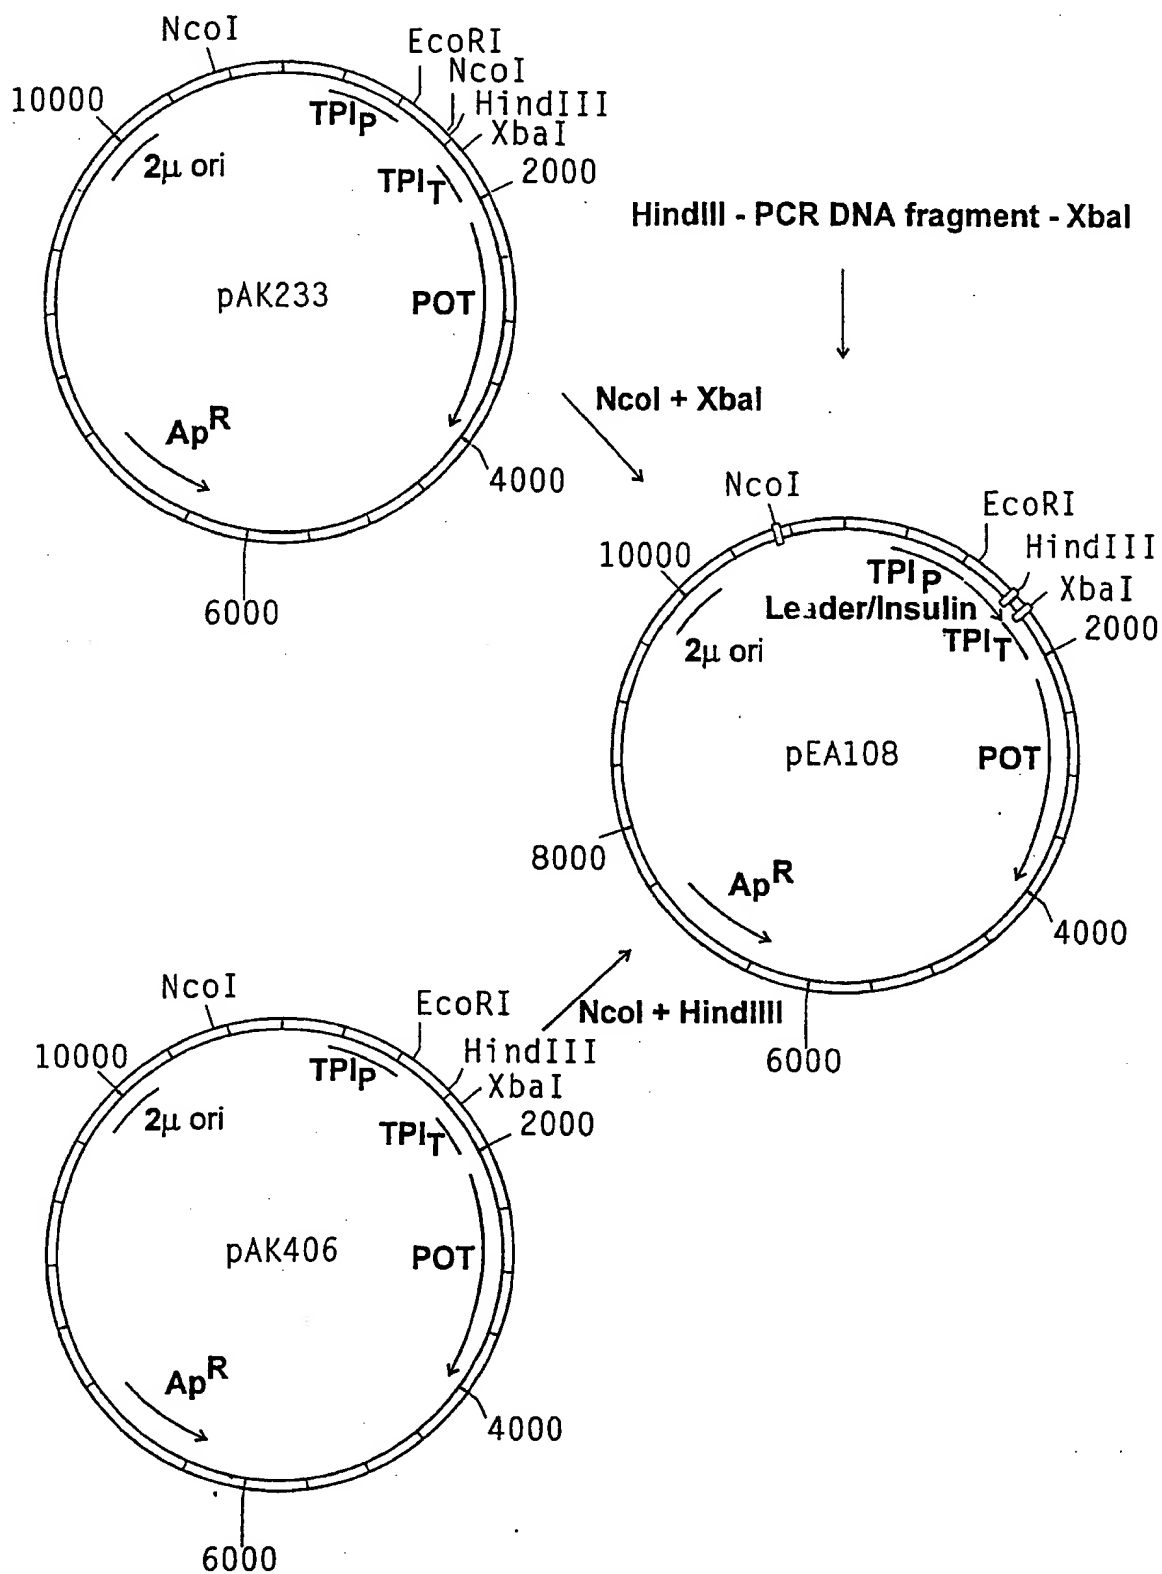 NcoI
EcoRI
NcoI
HindIII
XbaI
10000
TPIP
2μ ori
TPIT
2000
HindIII - PCR DNA fragment - XbaI
pAK233
POT
NcoI + XbaI
ApR
4000
6000
NcoI
EcoRI
HindIII
XbaI
10000
TPIP
Leader/Insulin
2000
TPIT
2μ ori
pEA108
POT
8000
ApR
4000
6000
NcoI + HindIIII
NcoI
EcoRI
HindIII
XbaI
10000
TPIP
2μ ori
TPIT
2000
pAK406
POT
ApR
4000
6000